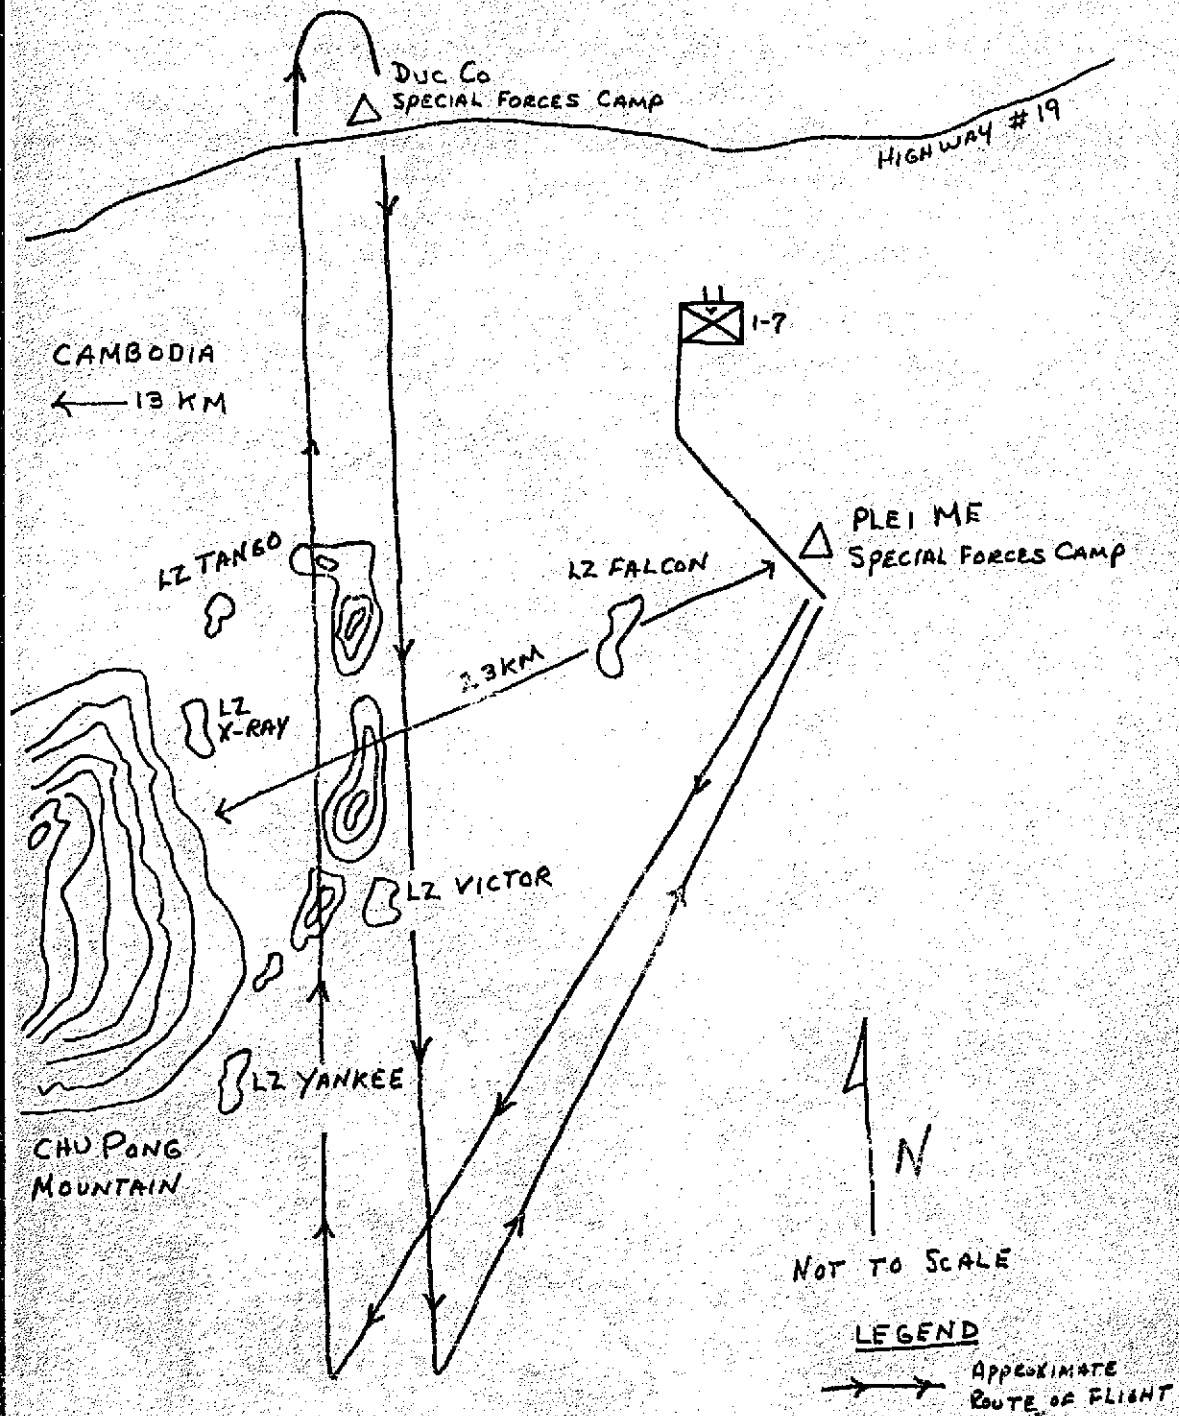 DUC CO
SPECIAL FORCES CAMP
HIGHWAY #19
1-7
CAMBODIA
13 KM
PLEI ME
SPECIAL FORCES CAMP
LZ TANGO
LZ FALCON
23KM
LZ
X-RAY
LZ VICTOR
LZ YANKEE
CHU PONG
MOUNTAIN
N
NOT TO SCALE
LEGEND
APPROXIMATE
ROUTE OF FLIGHT